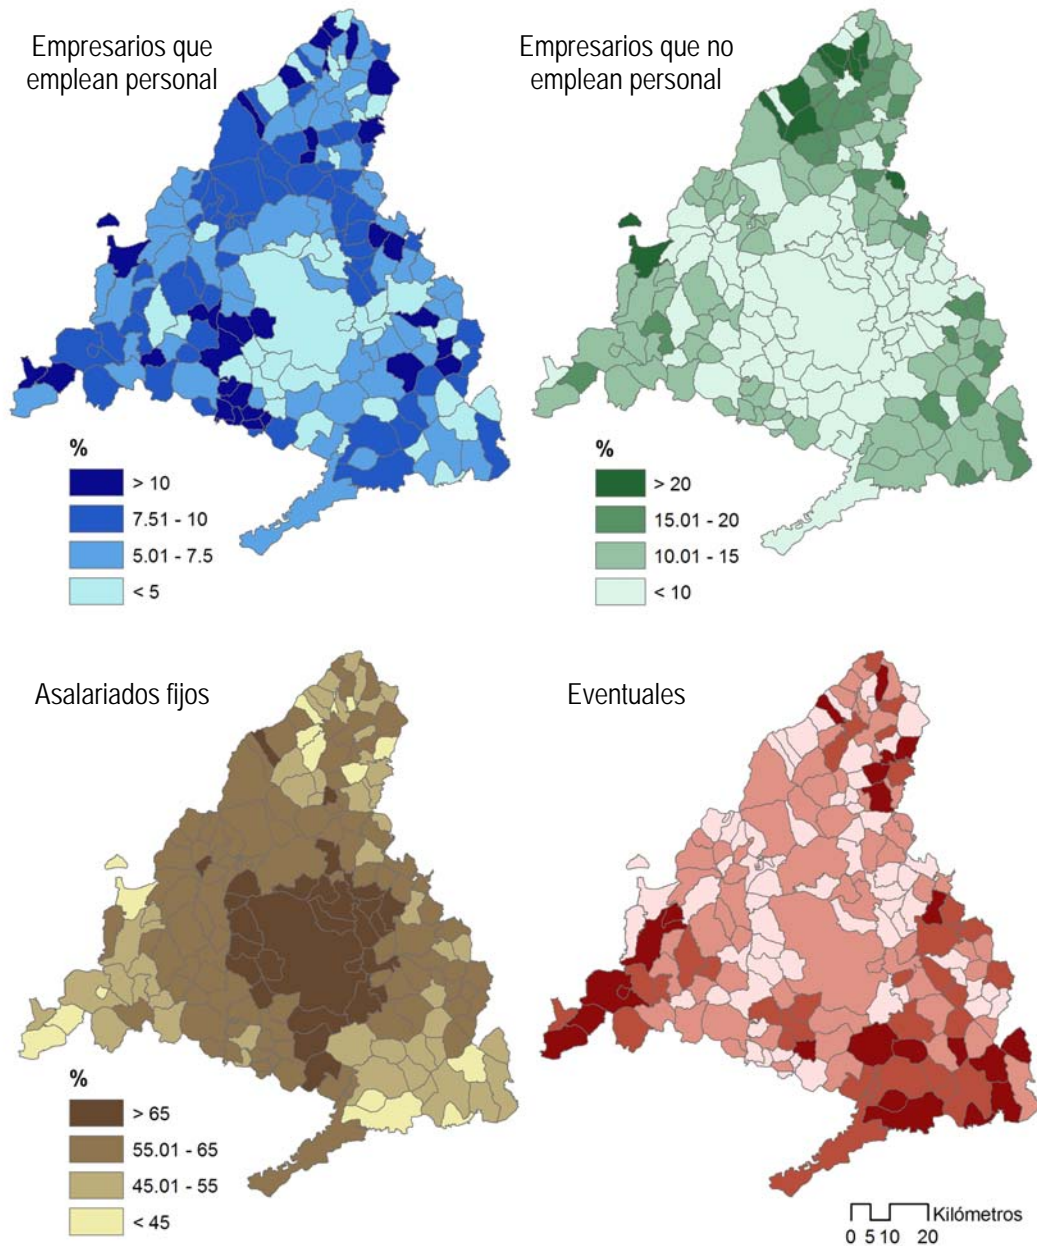 Empresarios que
emplean personal
Empresarios que no
emplean personal
%
> 10
7.51 - 10
5.01 - 7.5
< 5
%
> 20
15.01 - 20
10.01 - 15
< 10
Asalariados fijos
Eventuales
%
> 65
55.01 - 65
45.01 - 55
< 45
Kilómetros
0 5 10 20